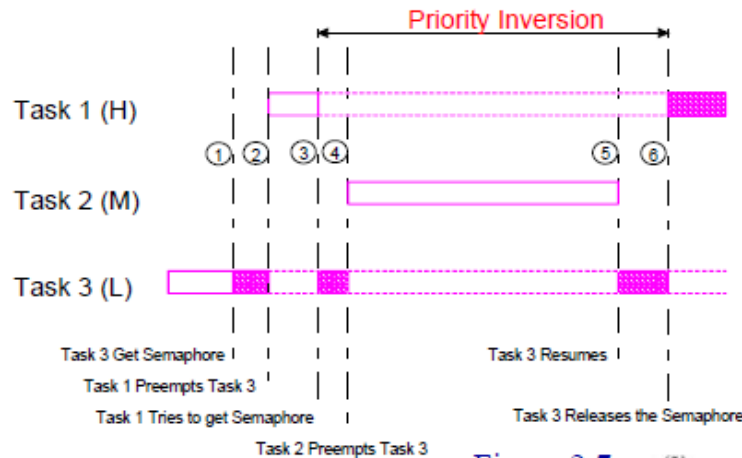 Priority Inversion
Task 1 (H)
1 2 3 4 5 6
Task 2 (M)
Task 3 (L)
Task 3 Get Semaphore
Task 3 Resumes
Task 1 Preempts Task 3
Task 1 Tries to get Semaphore
Task 3 Releases the Semaphore
Task 2 Preempts Task 3